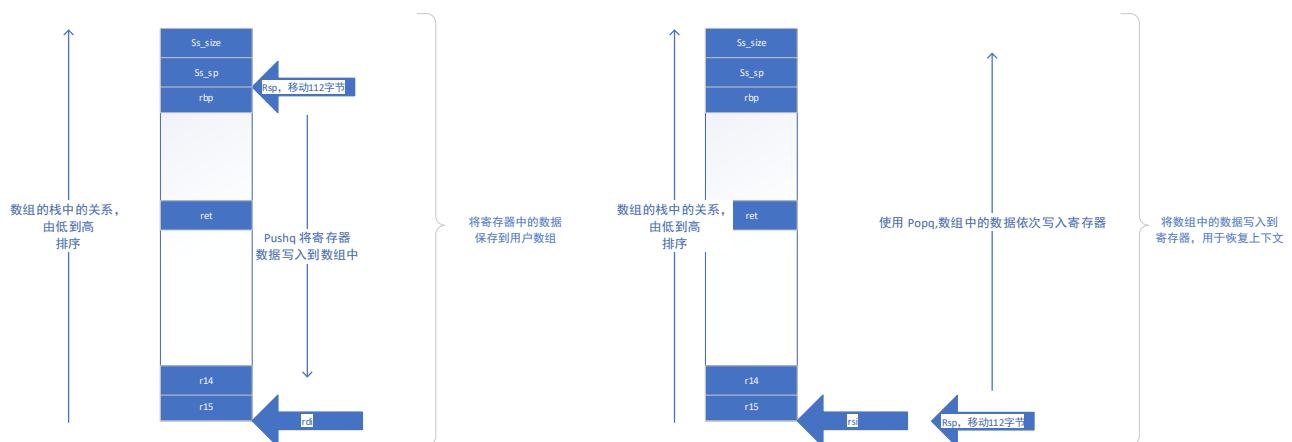 Ss_size
Ss_sp
Rsp，移动112字节
rbp
数组的栈中的关系，
由低到高
排序
ret
Pushq 将寄存器
数据写入到数组中
将寄存器中的数据
保存到用户数组
r14
r15
rdi
Ss_size
Ss_sp
rbp
数组的栈中的关系，
由低到高
排序
ret
使用 Popq,数组中的数据依次写入寄存器
将数组中的数据写入到
寄存器，用于恢复上下文
r14
r15
rsi
Rsp，移动112字节